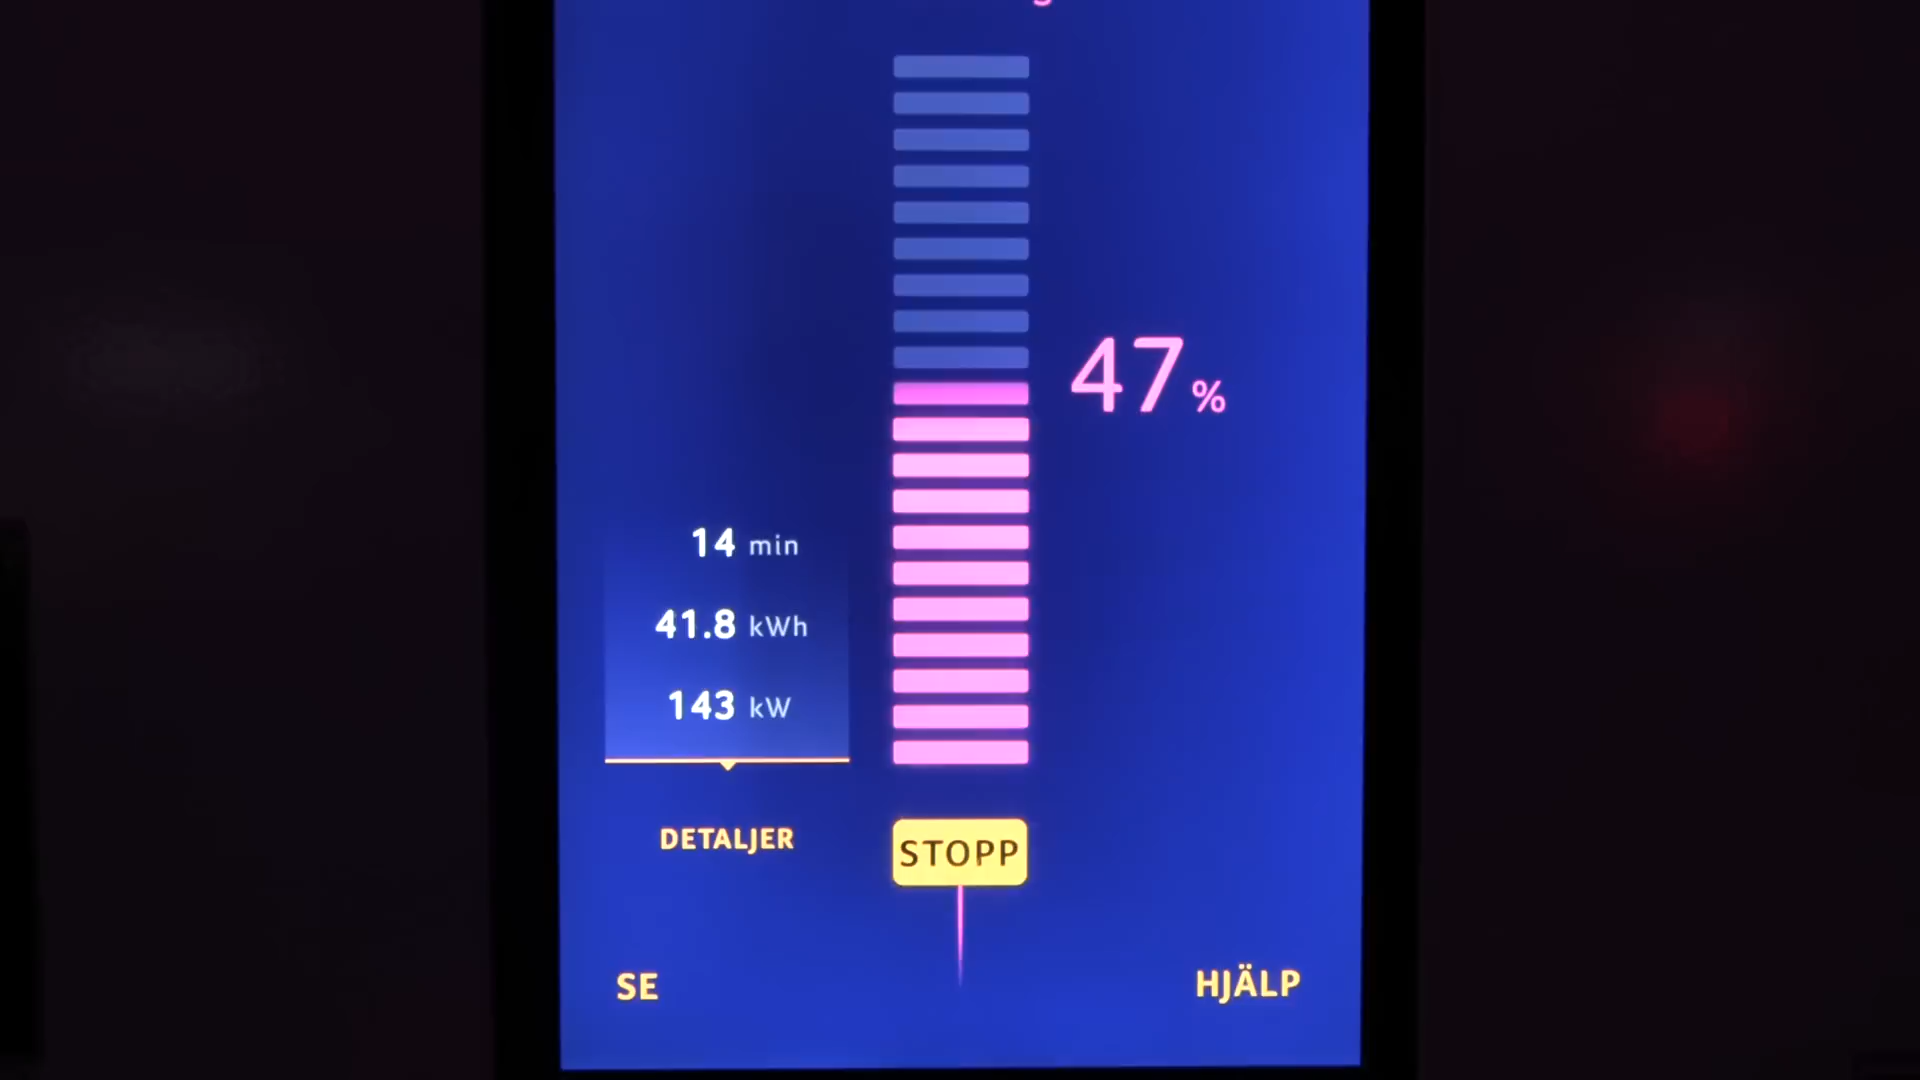 47 %
14 min
41.8 kWh
143 kW
DETALJER
STOPP
SE
HJÄLP